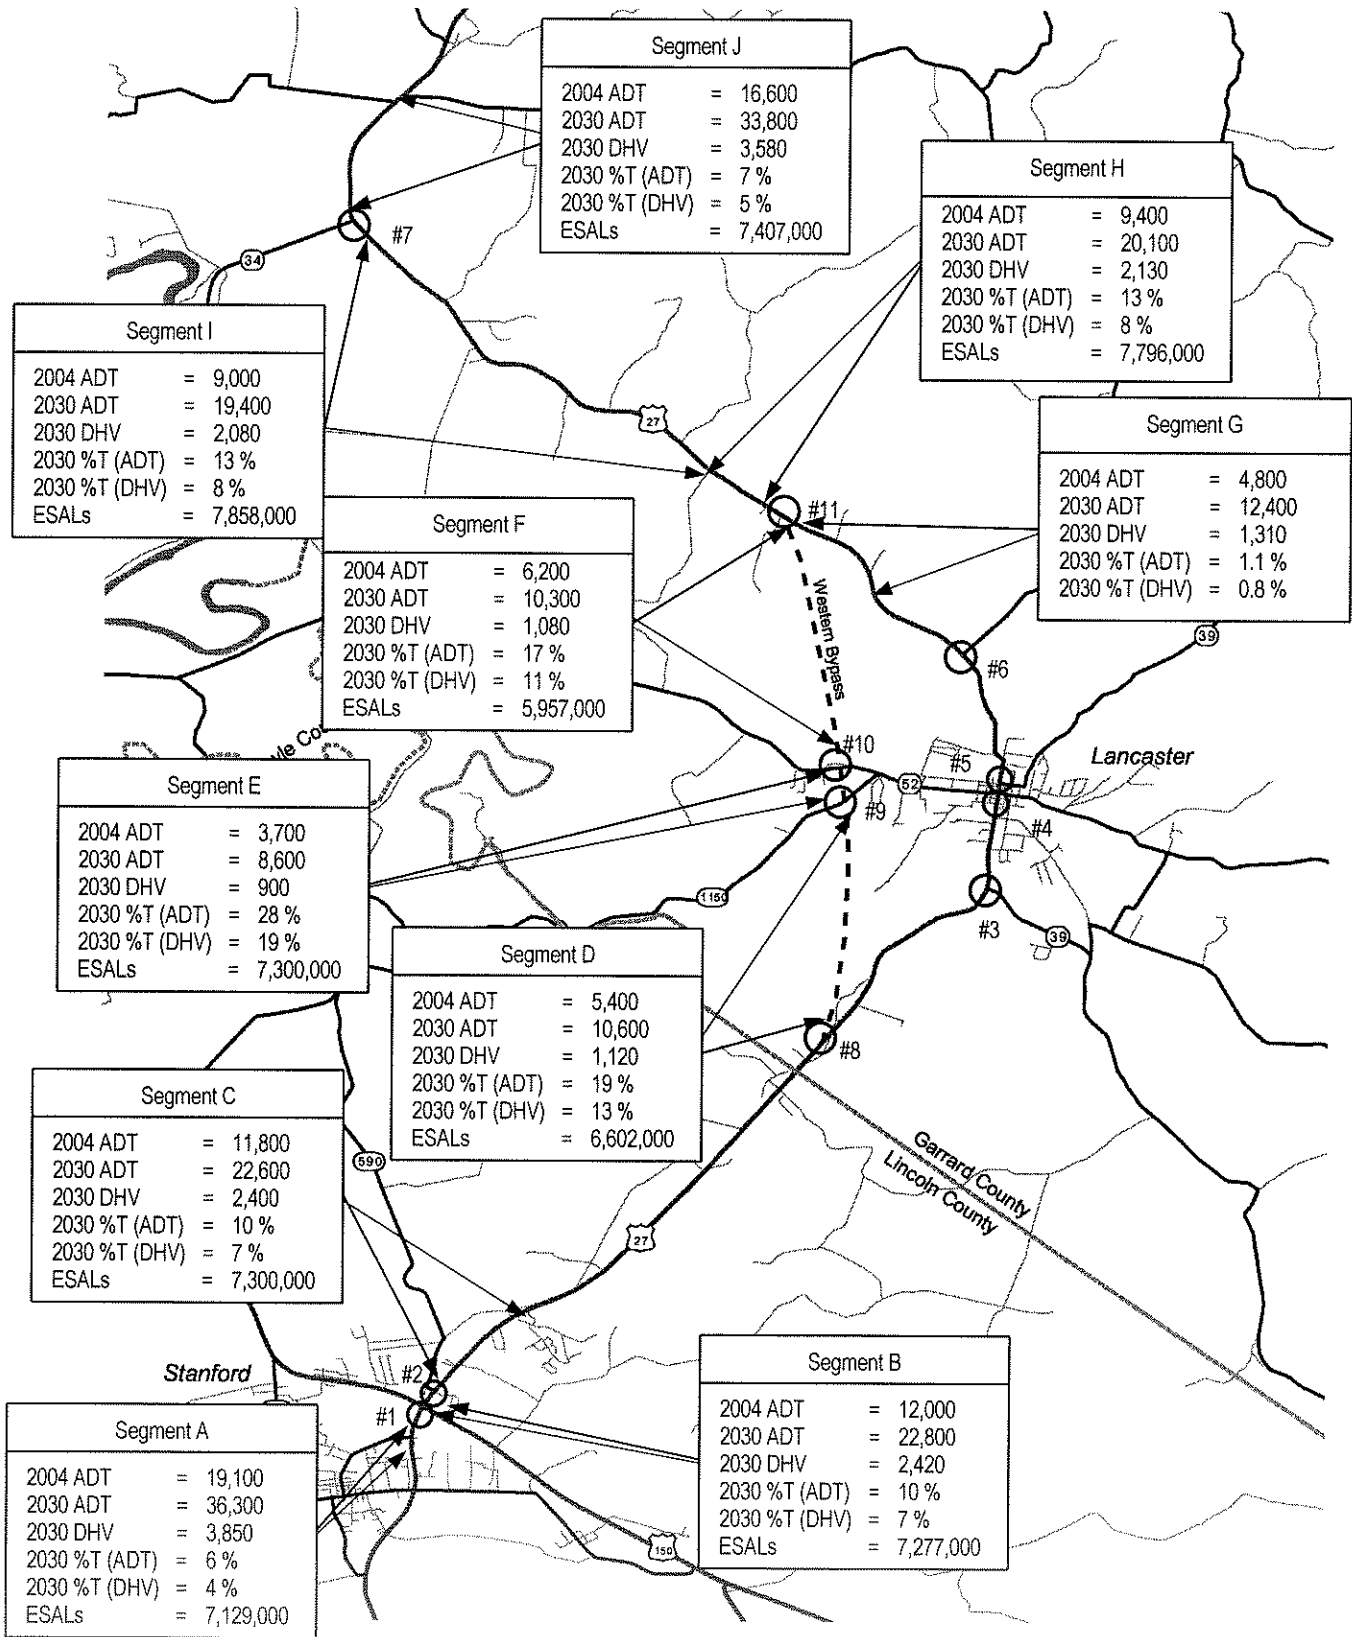 Segment J
2004 ADT = 16,600
2030 ADT = 33,800
2030 DHV = 3,580
2030 %T (ADT) = 7 %
2030 %T (DHV) = 5 %
ESALs = 7,407,000
Segment H
2004 ADT = 9,400
2030 ADT = 20,100
2030 DHV = 2,130
2030 %T (ADT) = 13 %
2030 %T (DHV) = 8 %
ESALs = 7,796,000
#7
34
Segment I
2004 ADT = 9,000
2030 ADT = 19,400
2030 DHV = 2,080
2030 %T (ADT) = 13 %
2030 %T (DHV) = 8 %
ESALs = 7,858,000
27
Segment G
2004 ADT = 4,800
2030 ADT = 12,400
2030 DHV = 1,310
2030 %T (ADT) = 1.1 %
2030 %T (DHV) = 0.8 %
#11
Segment F
2004 ADT = 6,200
2030 ADT = 10,300
2030 DHV = 1,080
2030 %T (ADT) = 17 %
2030 %T (DHV) = 11 %
ESALs = 5,957,000
Western Bypass
39
#6
#10
#5
Lancaster
52
#9
#4
Segment E
2004 ADT = 3,700
2030 ADT = 8,600
2030 DHV = 900
2030 %T (ADT) = 28 %
2030 %T (DHV) = 19 %
ESALs = 7,300,000
1150
#3
39
Segment D
2004 ADT = 5,400
2030 ADT = 10,600
2030 DHV = 1,120
2030 %T (ADT) = 19 %
2030 %T (DHV) = 13 %
ESALs = 6,602,000
#8
Segment C
2004 ADT = 11,800
2030 ADT = 22,600
2030 DHV = 2,400
2030 %T (ADT) = 10 %
2030 %T (DHV) = 7 %
ESALs = 7,300,000
590
Garrard County
Lincoln County
27
Stanford
#2
#1
Segment B
2004 ADT = 12,000
2030 ADT = 22,800
2030 DHV = 2,420
2030 %T (ADT) = 10 %
2030 %T (DHV) = 7 %
ESALs = 7,277,000
Segment A
2004 ADT = 19,100
2030 ADT = 36,300
2030 DHV = 3,850
2030 %T (ADT) = 6 %
2030 %T (DHV) = 4 %
ESALs = 7,129,000
150